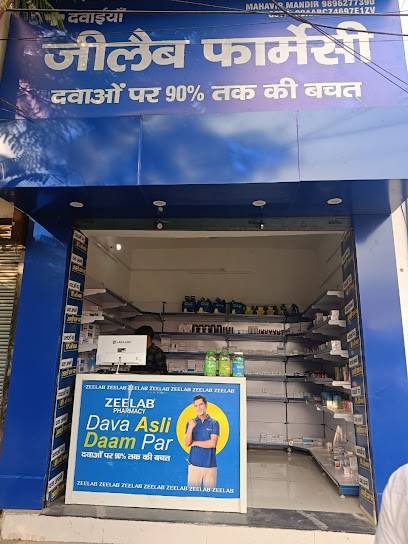 दवाईयाँ
MAHAVIR MANDIR 9896277390
जीलैब फार्मेसी
दवाओं पर 90% तक की बचत
ZEELAB ZEELAB ZEELAB ZEELAB ZEELAB ZEELAB
ZEELAB
PHARMACY
Dava Asli
Daam Par
दवाओं पर 90% तक की बचत
ZEELAB ZEELAB ZEELAB ZEELAB ZEELAB ZEELAB